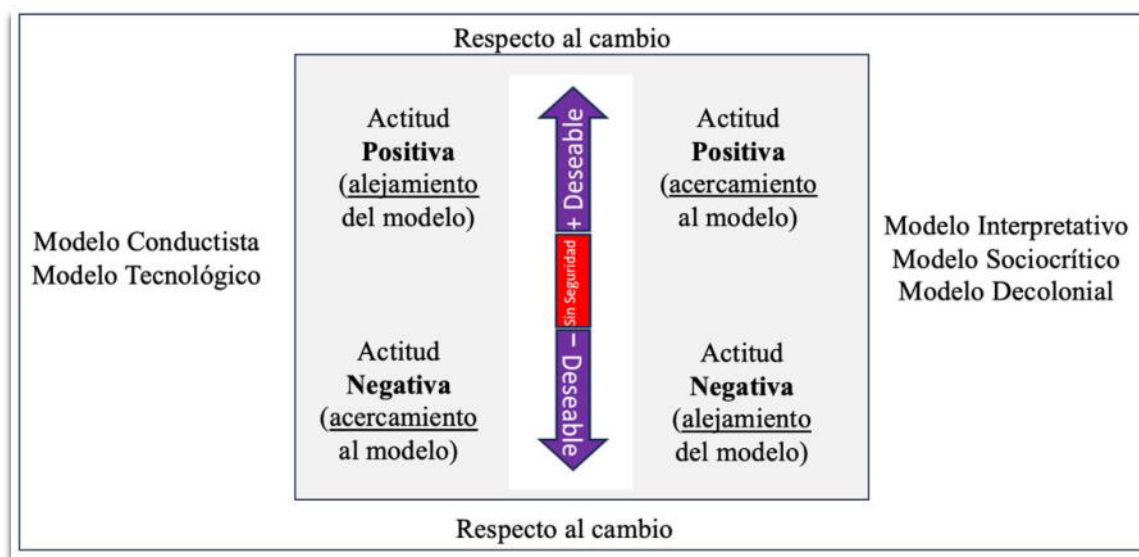 Respecto al cambio
Modelo Conductista
Modelo Tecnológico
Actitud
Positiva
(alejamiento
del modelo)
Actitud
Negativa
(acercamiento
al modelo)
+ Deseable
Sin Seguridad
− Deseable
Actitud
Positiva
(acercamiento
al modelo)
Actitud
Negativa
(alejamiento
del modelo)
Modelo Interpretativo
Modelo Sociocrítico
Modelo Decolonial
Respecto al cambio